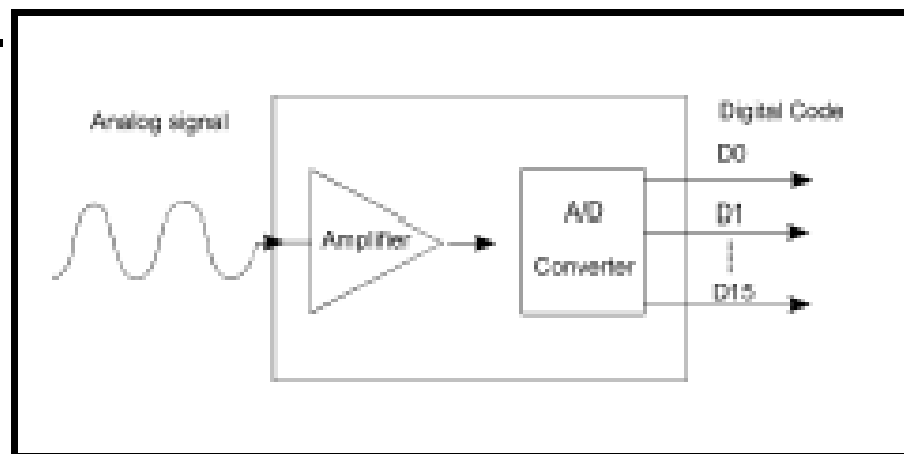 Analog signal
Digital Code
D0
Amplifier
A/D
Converter
D1
D15